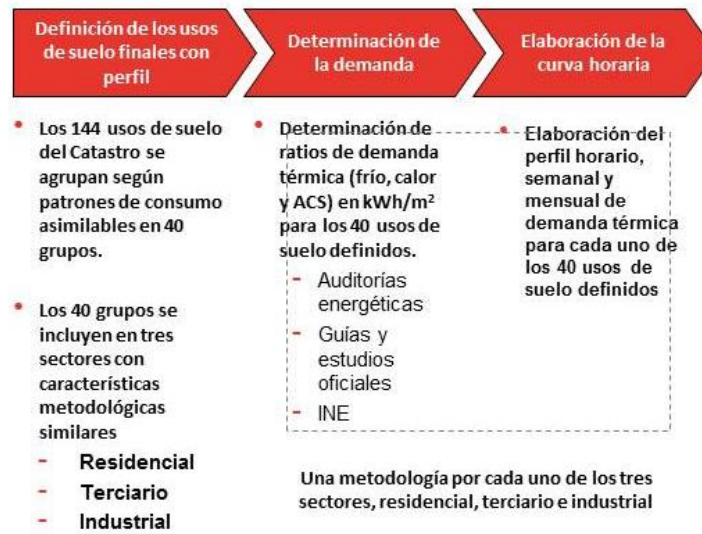 Definición de los usos
de suelo finales con
perfil
Determinación de
la demanda
Elaboración de la
curva horaria
• Los 144 usos de suelo
del Catastro se
agrupan según
patrones de consumo
asimilables en 40
grupos.
• Los 40 grupos se
incluyen en tres
sectores con
características
metodológicas
similares
- Residencial
- Terciario
- Industrial
• Determinación de
ratios de demanda
térmica (frío, calor
y ACS) en kWh/m²
para los 40 usos de
suelo definidos.
- Auditorías
energéticas
- Guías y
estudios
oficiales
- INE
• Elaboración del
perfil horario,
semanal y
mensual de
demanda térmica
para cada uno de
los 40 usos de
suelo definidos
Una metodología por cada uno de los tres
sectores, residencial, terciario e industrial